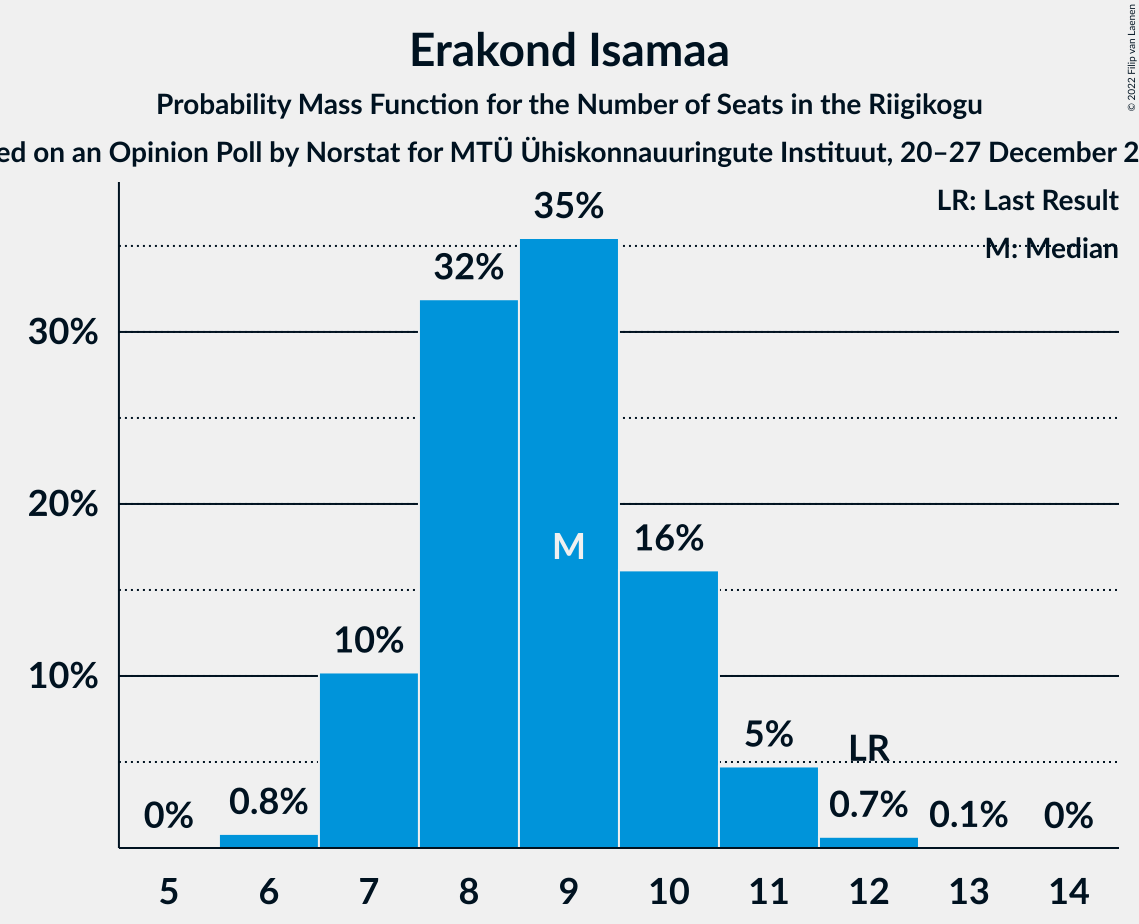 Erakond Isamaa
Probability Mass Function for the Number of Seats in the Riigikogu
ed on an Opinion Poll by Norstat for MTÜ Ühiskonnauuringute Instituut, 20–27 December 2
© 2022 Filip van Laenen
LR: Last Result
M: Median
35%
32%
30%
20%
M
16%
10%
10%
5%
LR
0%
0.8%
0.7%
0.1%
0%
5 6 7 8 9 10 11 12 13 14